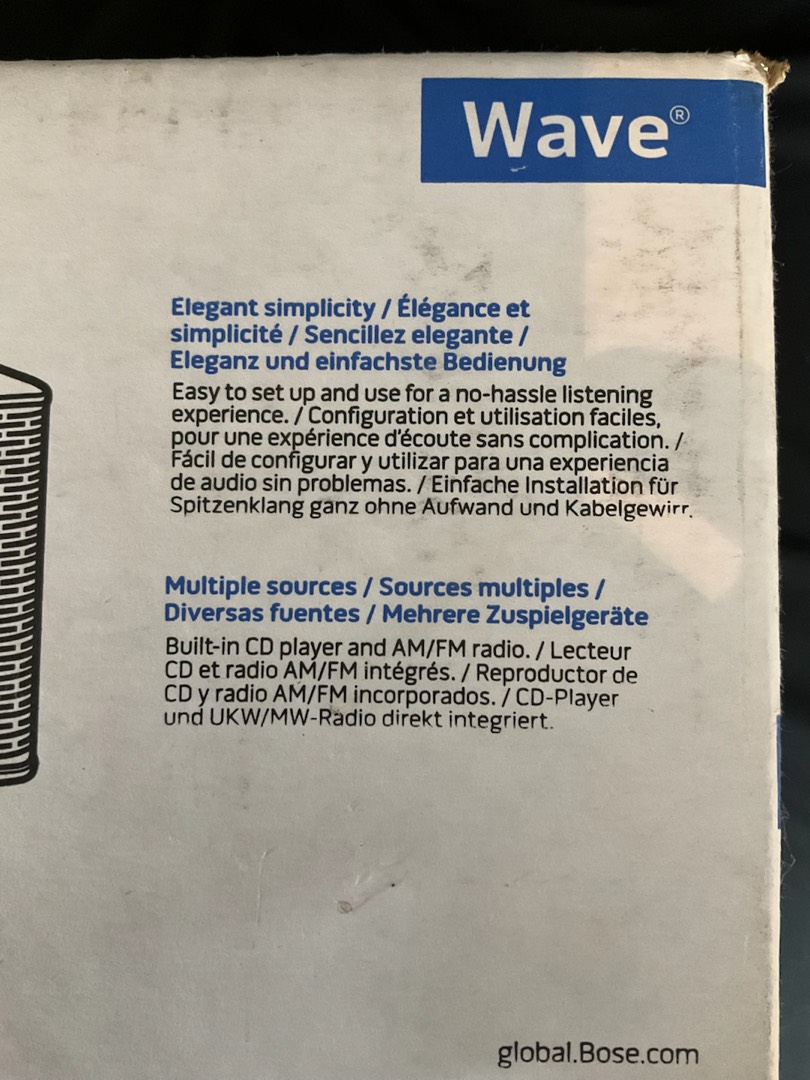 Wave®
Elegant simplicity / Élégance et
simplicité / Sencillez elegante /
Eleganz und einfachste Bedienung
Easy to set up and use for a no-hassle listening
experience. / Configuration et utilisation faciles,
pour une expérience d'écoute sans complication. /
Fácil de configurar y utilizar para una experiencia
de audio sin problemas. / Einfache Installation für
Spitzenklang ganz ohne Aufwand und Kabelgewirr.
Multiple sources / Sources multiples /
Diversas fuentes / Mehrere Zuspielgeräte
Built-in CD player and AM/FM radio. / Lecteur
CD et radio AM/FM intégrés. / Reproductor de
CD y radio AM/FM incorporados. / CD-Player
und UKW/MW-Radio direkt integriert.
global.Bose.com